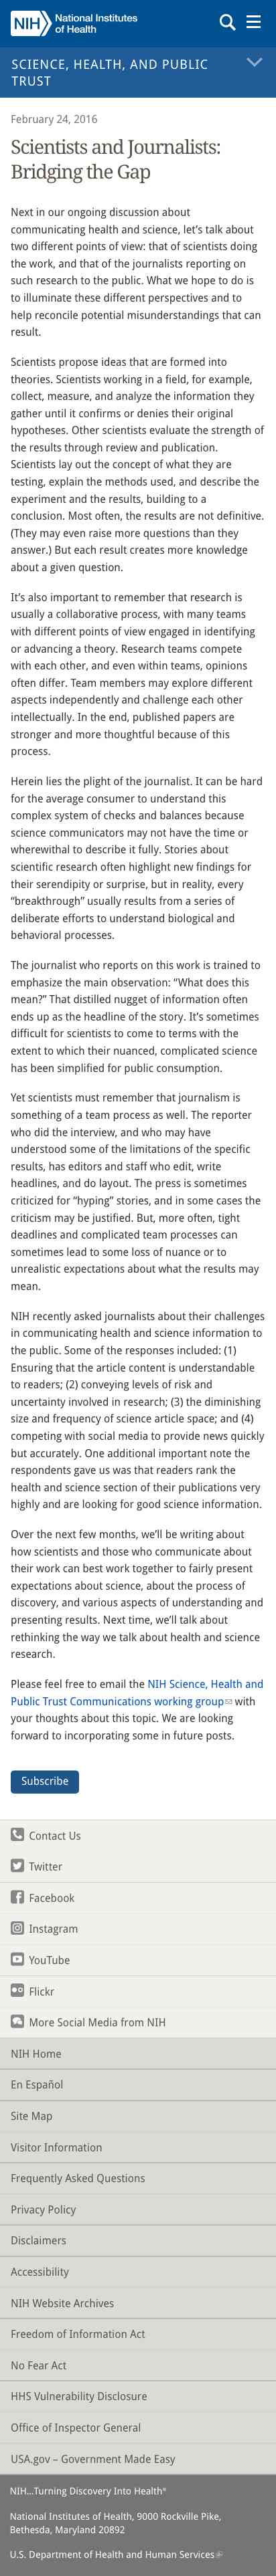 NIH National Institutes
of Health
SCIENCE, HEALTH, AND PUBLIC
TRUST
February 24, 2016
Scientists and Journalists:
Bridging the Gap
Next in our ongoing discussion about
communicating health and science, let’s talk about
two different points of view: that of scientists doing
the work, and that of the journalists reporting on
such research to the public. What we hope to do is
to illuminate these different perspectives and to
help reconcile potential misunderstandings that can
result.
Scientists propose ideas that are formed into
theories. Scientists working in a field, for example,
collect, measure, and analyze the information they
gather until it confirms or denies their original
hypotheses. Other scientists evaluate the strength of
the results through review and publication.
Scientists lay out the concept of what they are
testing, explain the methods used, and describe the
experiment and the results, building to a
conclusion. Most often, the results are not definitive.
(They may even raise more questions than they
answer.) But each result creates more knowledge
about a given question.
It’s also important to remember that research is
usually a collaborative process, with many teams
with different points of view engaged in identifying
or advancing a theory. Research teams compete
with each other, and even within teams, opinions
often differ. Team members may explore different
aspects independently and challenge each other
intellectually. In the end, published papers are
stronger and more thoughtful because of this
process.
Herein lies the plight of the journalist. It can be hard
for the average consumer to understand this
complex system of checks and balances because
science communicators may not have the time or
wherewithal to describe it fully. Stories about
scientific research often highlight new findings for
their serendipity or surprise, but in reality, every
“breakthrough” usually results from a series of
deliberate efforts to understand biological and
behavioral processes.
The journalist who reports on this work is trained to
emphasize the main observation: “What does this
mean?” That distilled nugget of information often
ends up as the headline of the story. It’s sometimes
difficult for scientists to come to terms with the
extent to which their nuanced, complicated science
has been simplified for public consumption.
Yet scientists must remember that journalism is
something of a team process as well. The reporter
who did the interview, and who may have
understood some of the limitations of the specific
results, has editors and staff who edit, write
headlines, and do layout. The press is sometimes
criticized for “hyping” stories, and in some cases the
criticism may be justified. But, more often, tight
deadlines and complicated team processes can
sometimes lead to some loss of nuance or to
unrealistic expectations about what the results may
mean.
NIH recently asked journalists about their challenges
in communicating health and science information to
the public. Some of the responses included: (1)
Ensuring that the article content is understandable
to readers; (2) conveying levels of risk and
uncertainty involved in research; (3) the diminishing
size and frequency of science article space; and (4)
competing with social media to provide news quickly
but accurately. One additional important note the
respondents gave us was that readers rank the
health and science section of their publications very
highly and are looking for good science information.
Over the next few months, we’ll be writing about
how scientists and those who communicate about
their work can best work together to fairly present
expectations about science, about the process of
discovery, and various aspects of understanding and
presenting results. Next time, we’ll talk about
rethinking the way we talk about health and science
research.
Please feel free to email the NIH Science, Health and
Public Trust Communications working group with
your thoughts about this topic. We are looking
forward to incorporating some in future posts.
Subscribe
Contact Us
Twitter
Facebook
Instagram
YouTube
Flickr
More Social Media from NIH
NIH Home
En Español
Site Map
Visitor Information
Frequently Asked Questions
Privacy Policy
Disclaimers
Accessibility
NIH Website Archives
Freedom of Information Act
No Fear Act
HHS Vulnerability Disclosure
Office of Inspector General
USA.gov – Government Made Easy
NIH...Turning Discovery Into Health®
National Institutes of Health, 9000 Rockville Pike,
Bethesda, Maryland 20892
U.S. Department of Health and Human Services